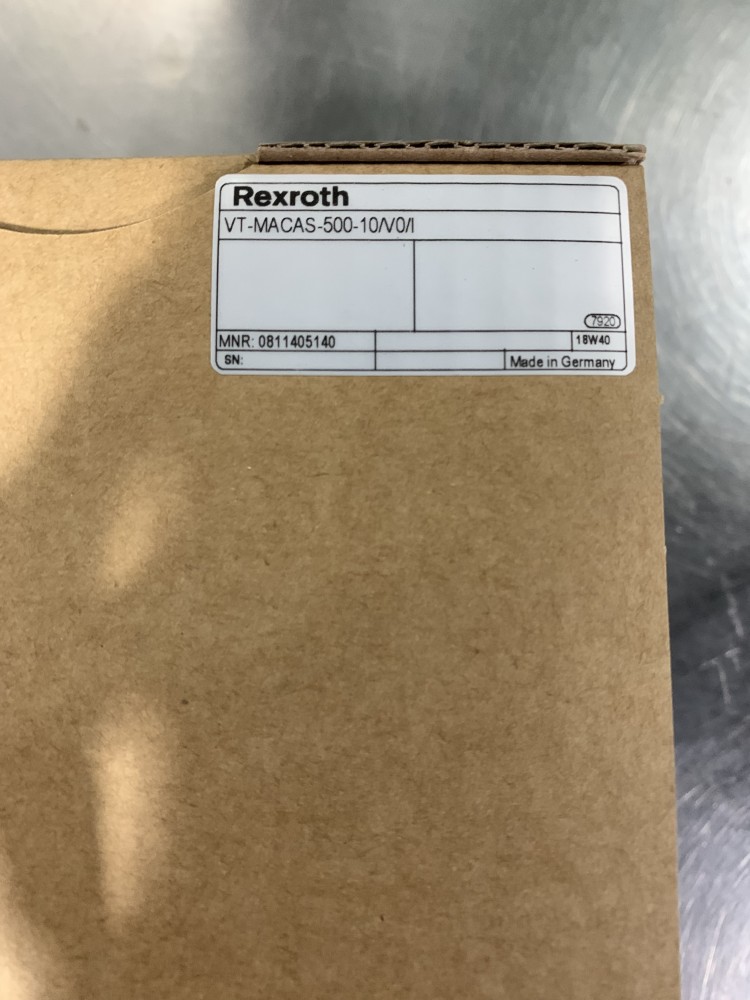 Rexroth
VT-MACAS-500-10/V0/I
7920
MNR: 0811405140
18W40
SN:
Made in Germany